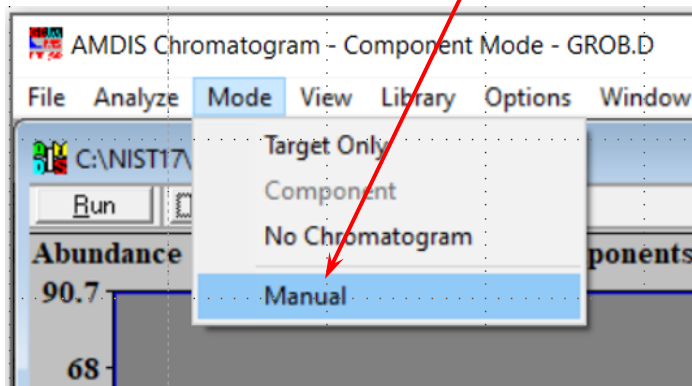 AMDIS Chromatogram - Component Mode - GROB.D
File Analyze Mode View Library Options Window
C:\NIST17\
Target Only
Component
Run
No Chromatogram
Abundance
ponents
90.7
Manual
68